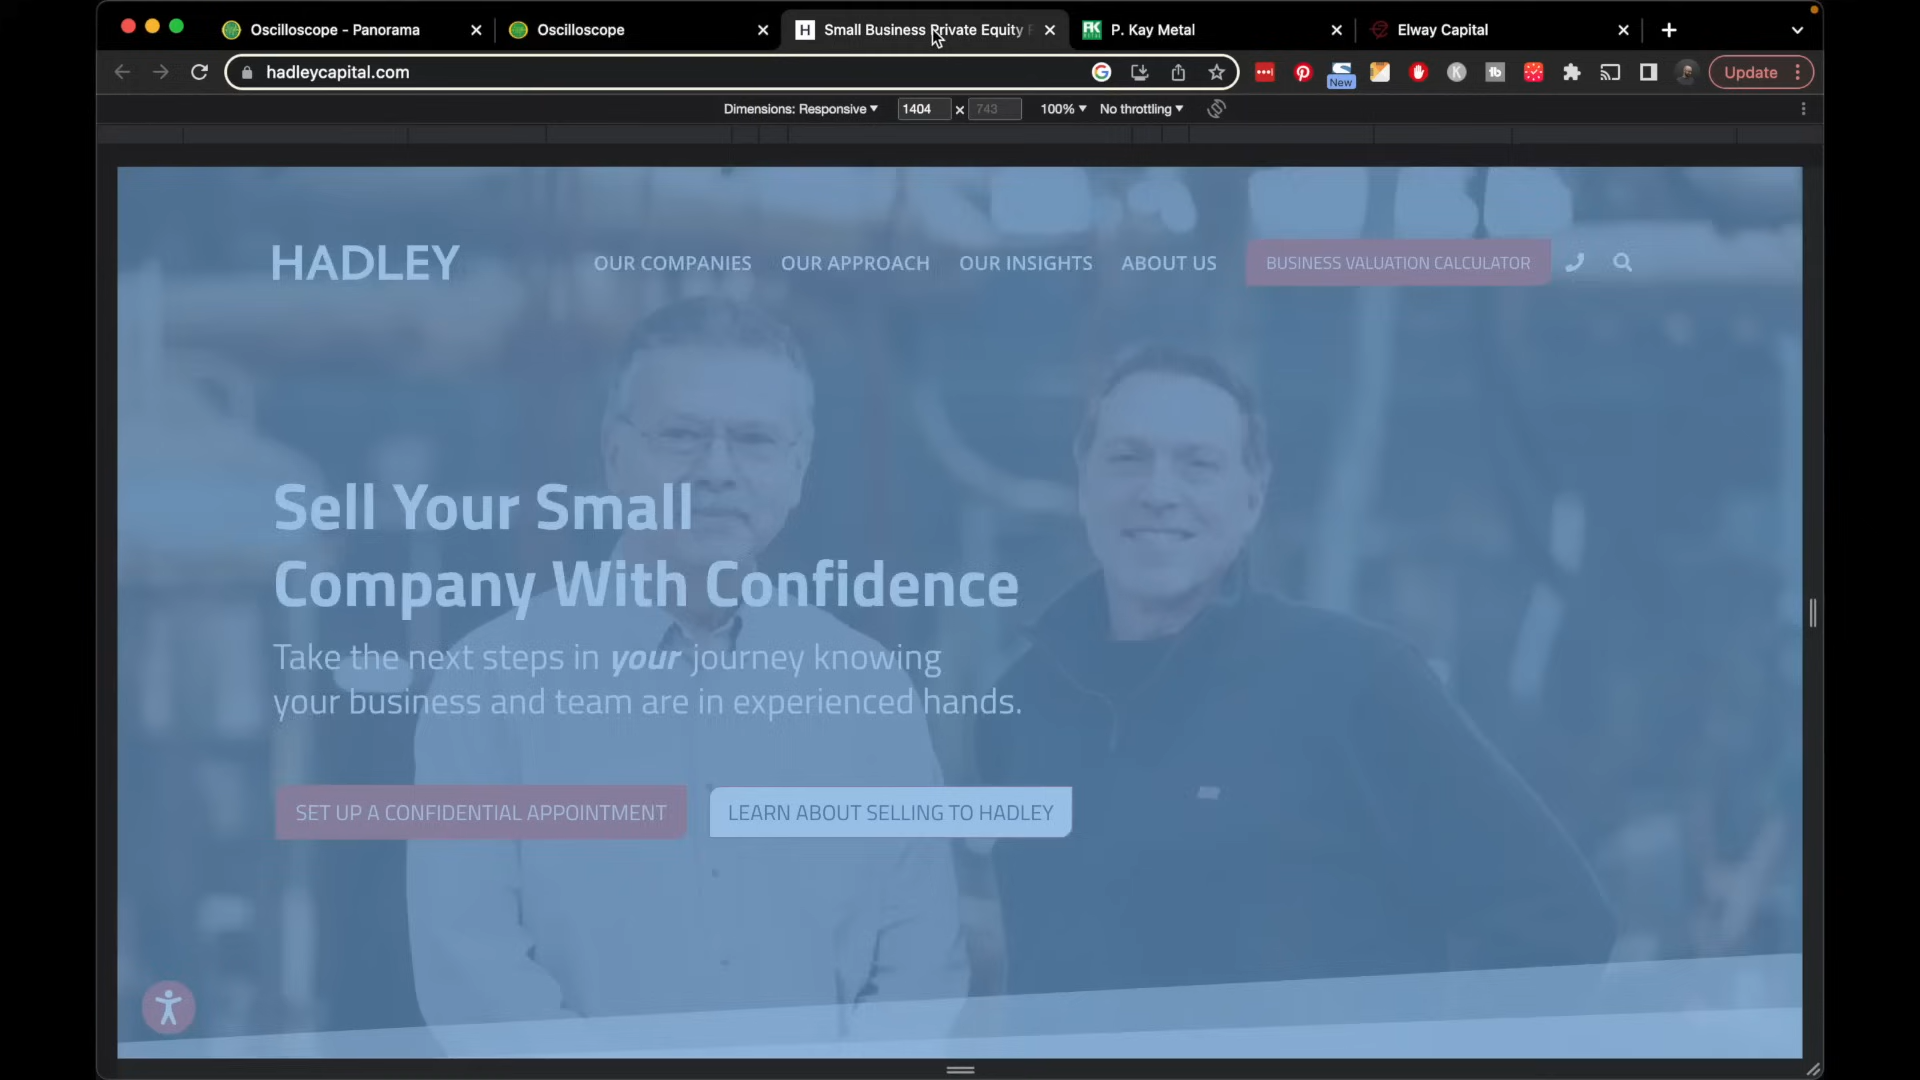 Oscilloscope - Panorama
Oscilloscope
Small Business Private Equity F
P. Kay Metal
Elway Capital
hadleycapital.com
New
Update
Dimensions: Responsive
1404 × 743
100%
No throttling
HADLEY
OUR COMPANIES
OUR APPROACH
OUR INSIGHTS
ABOUT US
BUSINESS VALUATION CALCULATOR
Sell Your Small
Company With Confidence
Take the next steps in your journey knowing
your business and team are in experienced hands.
SET UP A CONFIDENTIAL APPOINTMENT
LEARN ABOUT SELLING TO HADLEY